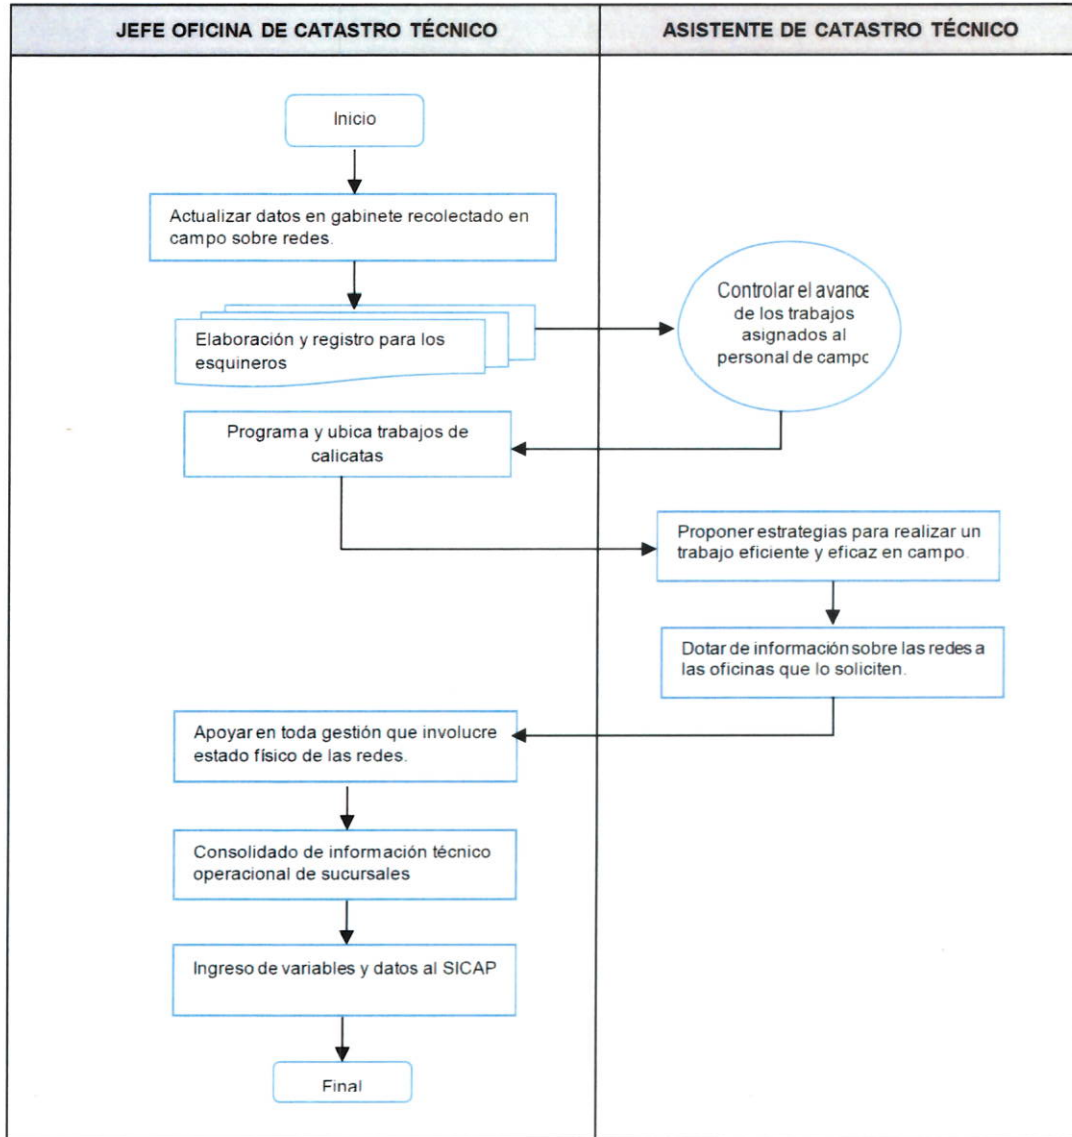 JEFE OFICINA DE CATASTRO TÉCNICO
ASISTENTE DE CATASTRO TÉCNICO
Inicio
Actualizar datos en gabinete recolectado en
campo sobre redes.
Elaboración y registro para los
esquineros
Controlar el avance
de los trabajos
asignados al
personal de campo
Programa y ubica trabajos de
calicatas
Proponer estrategias para realizar un
trabajo eficiente y eficaz en campo.
Dotar de información sobre las redes a
las oficinas que lo soliciten.
Apoyar en toda gestión que involucre
estado físico de las redes.
Consolidado de información técnico
operacional de sucursales
Ingreso de variables y datos al SICAP
Final